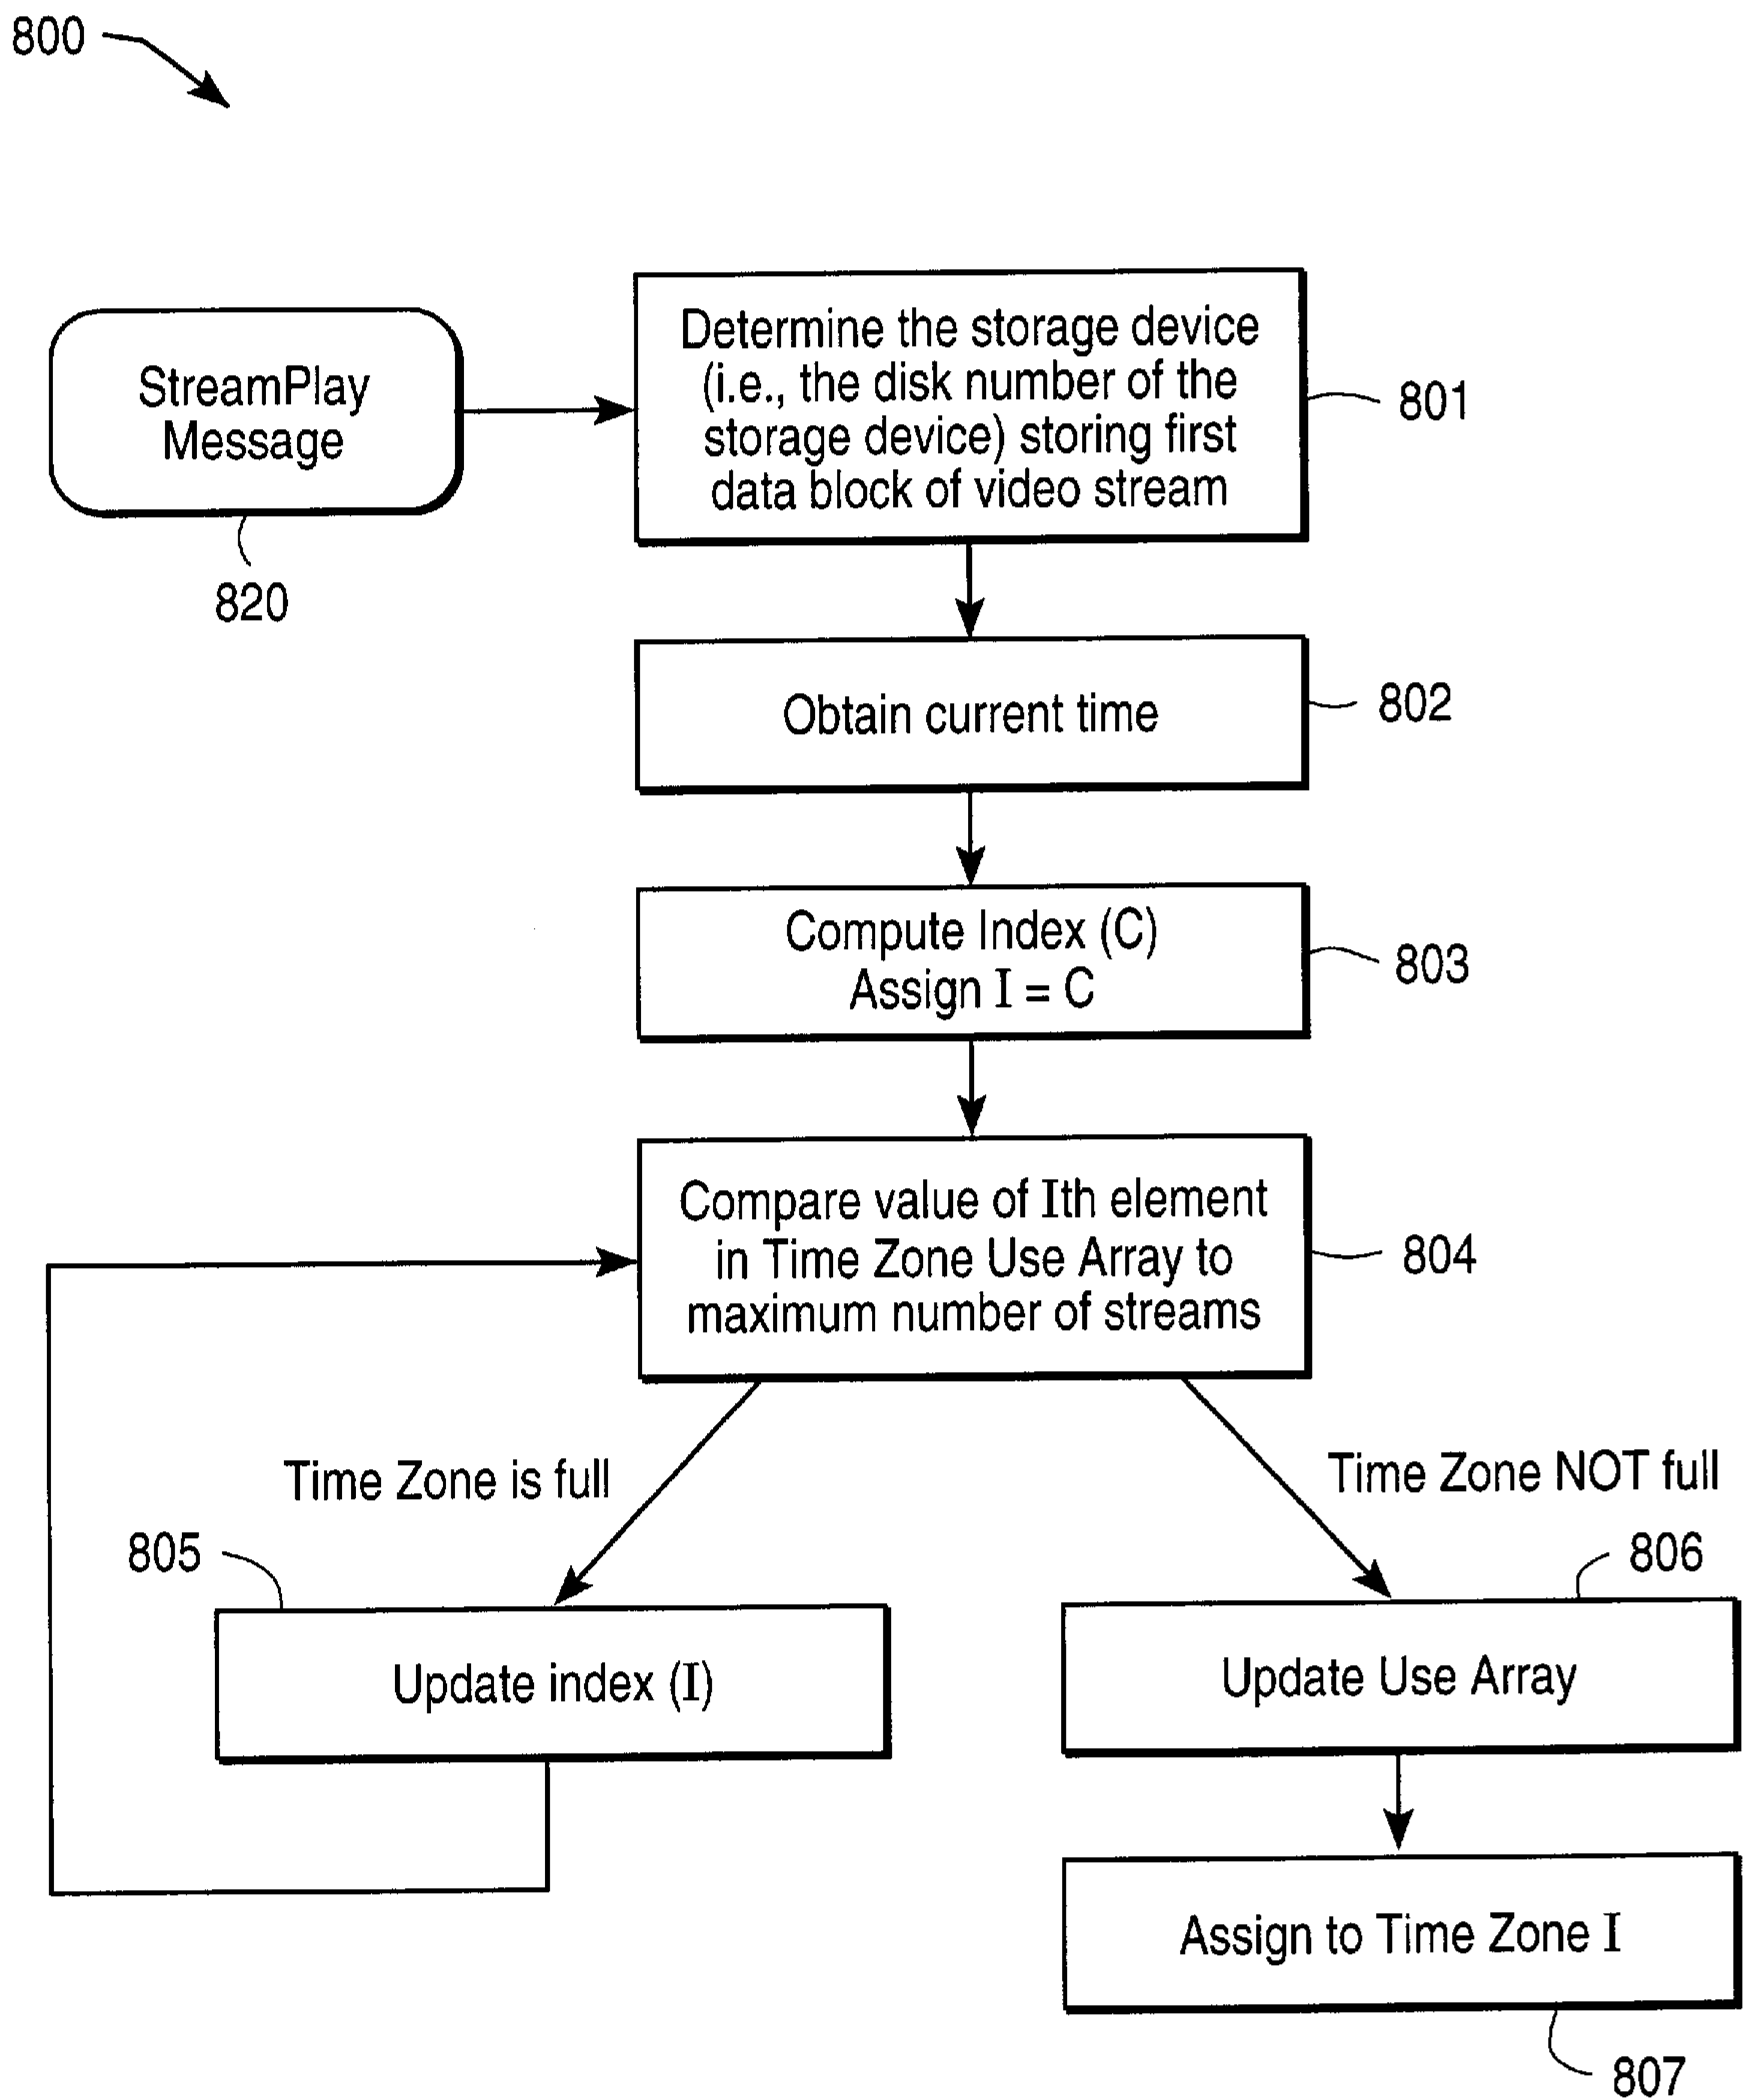 800
StreamPlay
Message
820
Determine the storage device
(i.e., the disk number of the
storage device) storing first
data block of video stream
801
Obtain current time
802
Compute Index (C)
Assign I = C
803
Compare value of Ith element
in Time Zone Use Array to
maximum number of streams
804
Time Zone is full
Time Zone NOT full
805
Update index (I)
806
Update Use Array
Assign to Time Zone I
807